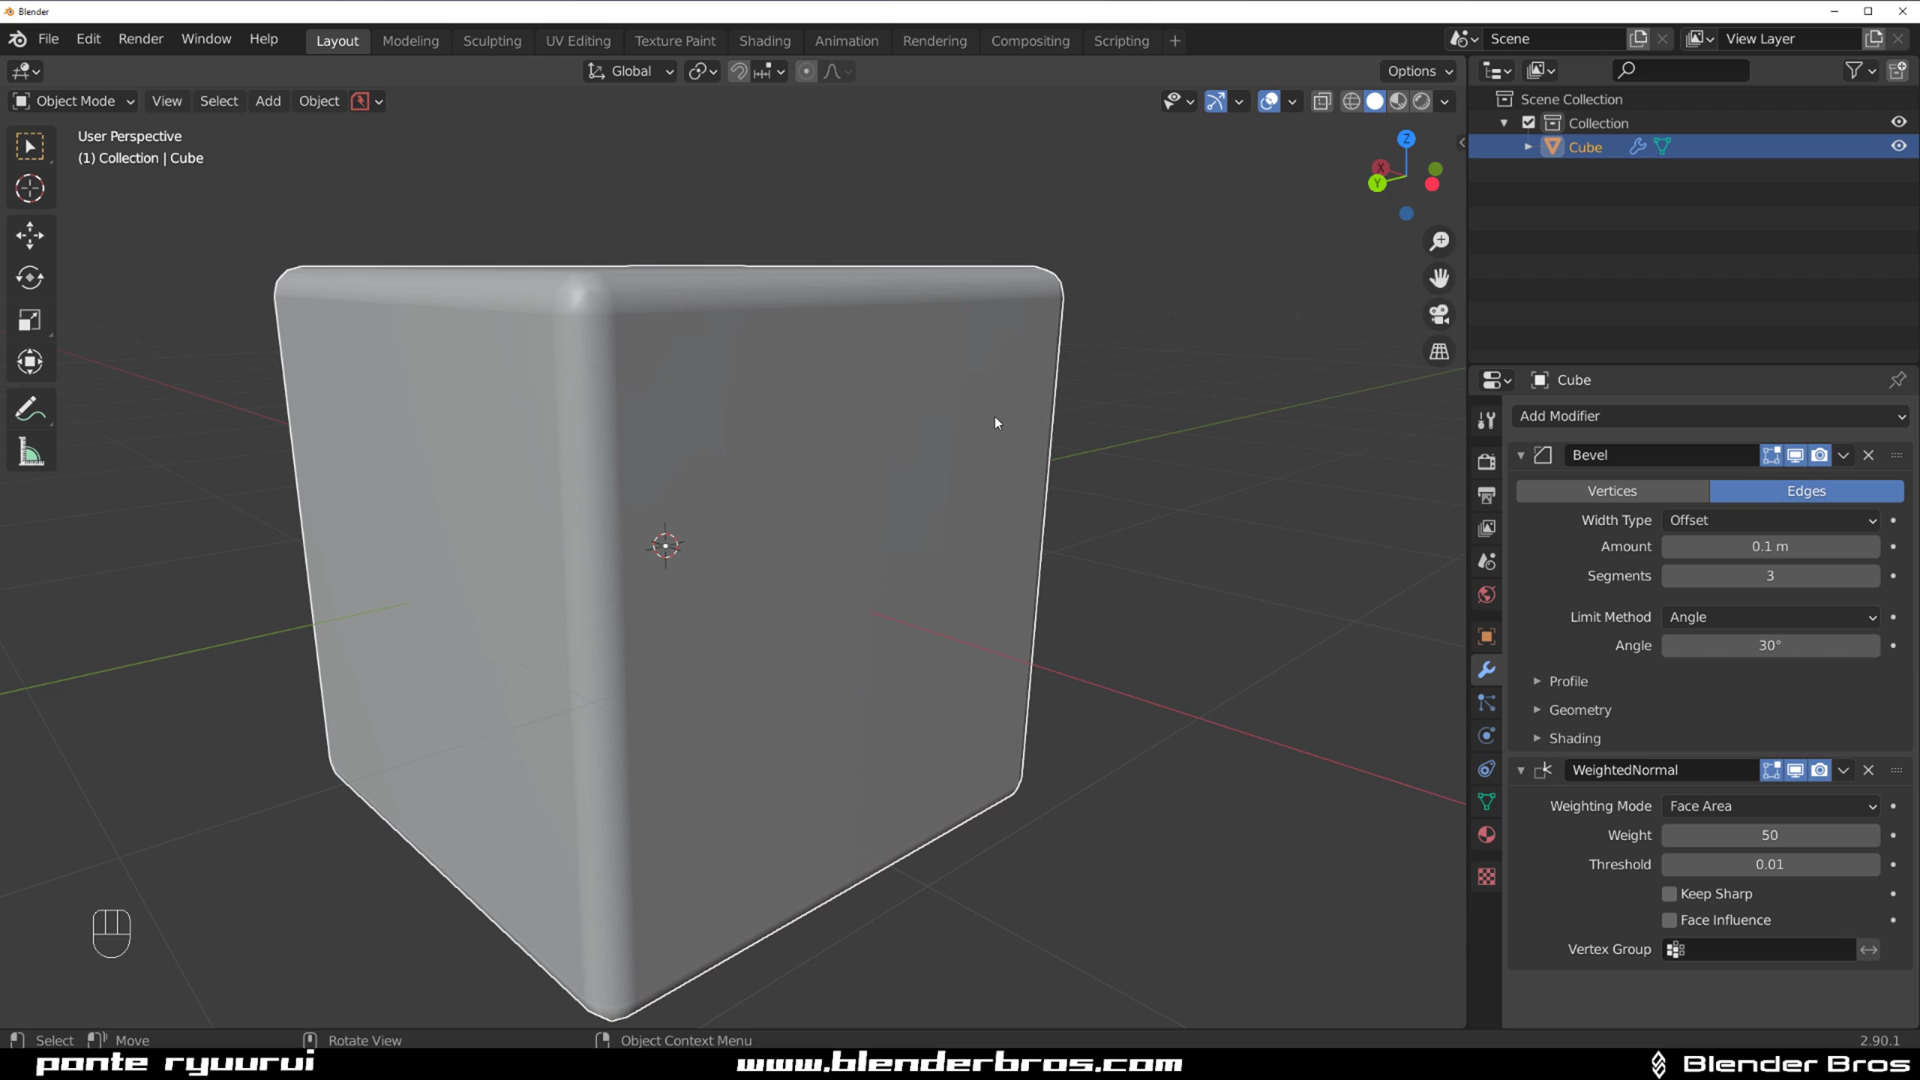 Blender
File Edit Render Window Help Layout Modeling Sculpting UV Editing Texture Paint Shading Animation Rendering Compositing Scripting + Scene View Layer
Global Options
Object Mode View Select Add Object
User Perspective
(1) Collection | Cube
Z
X
Y
Scene Collection
Collection
Cube
Cube
Add Modifier
Bevel
Vertices Edges
Width Type Offset
Amount 0.1 m
Segments 3
Limit Method Angle
Angle 30°
Profile
Geometry
Shading
WeightedNormal
Weighting Mode Face Area
Weight 50
Threshold 0.01
Keep Sharp
Face Influence
Vertex Group
Select Move Rotate View Object Context Menu 2.90.1
ponte ryuurui www.blenderbros.com Blender Bros